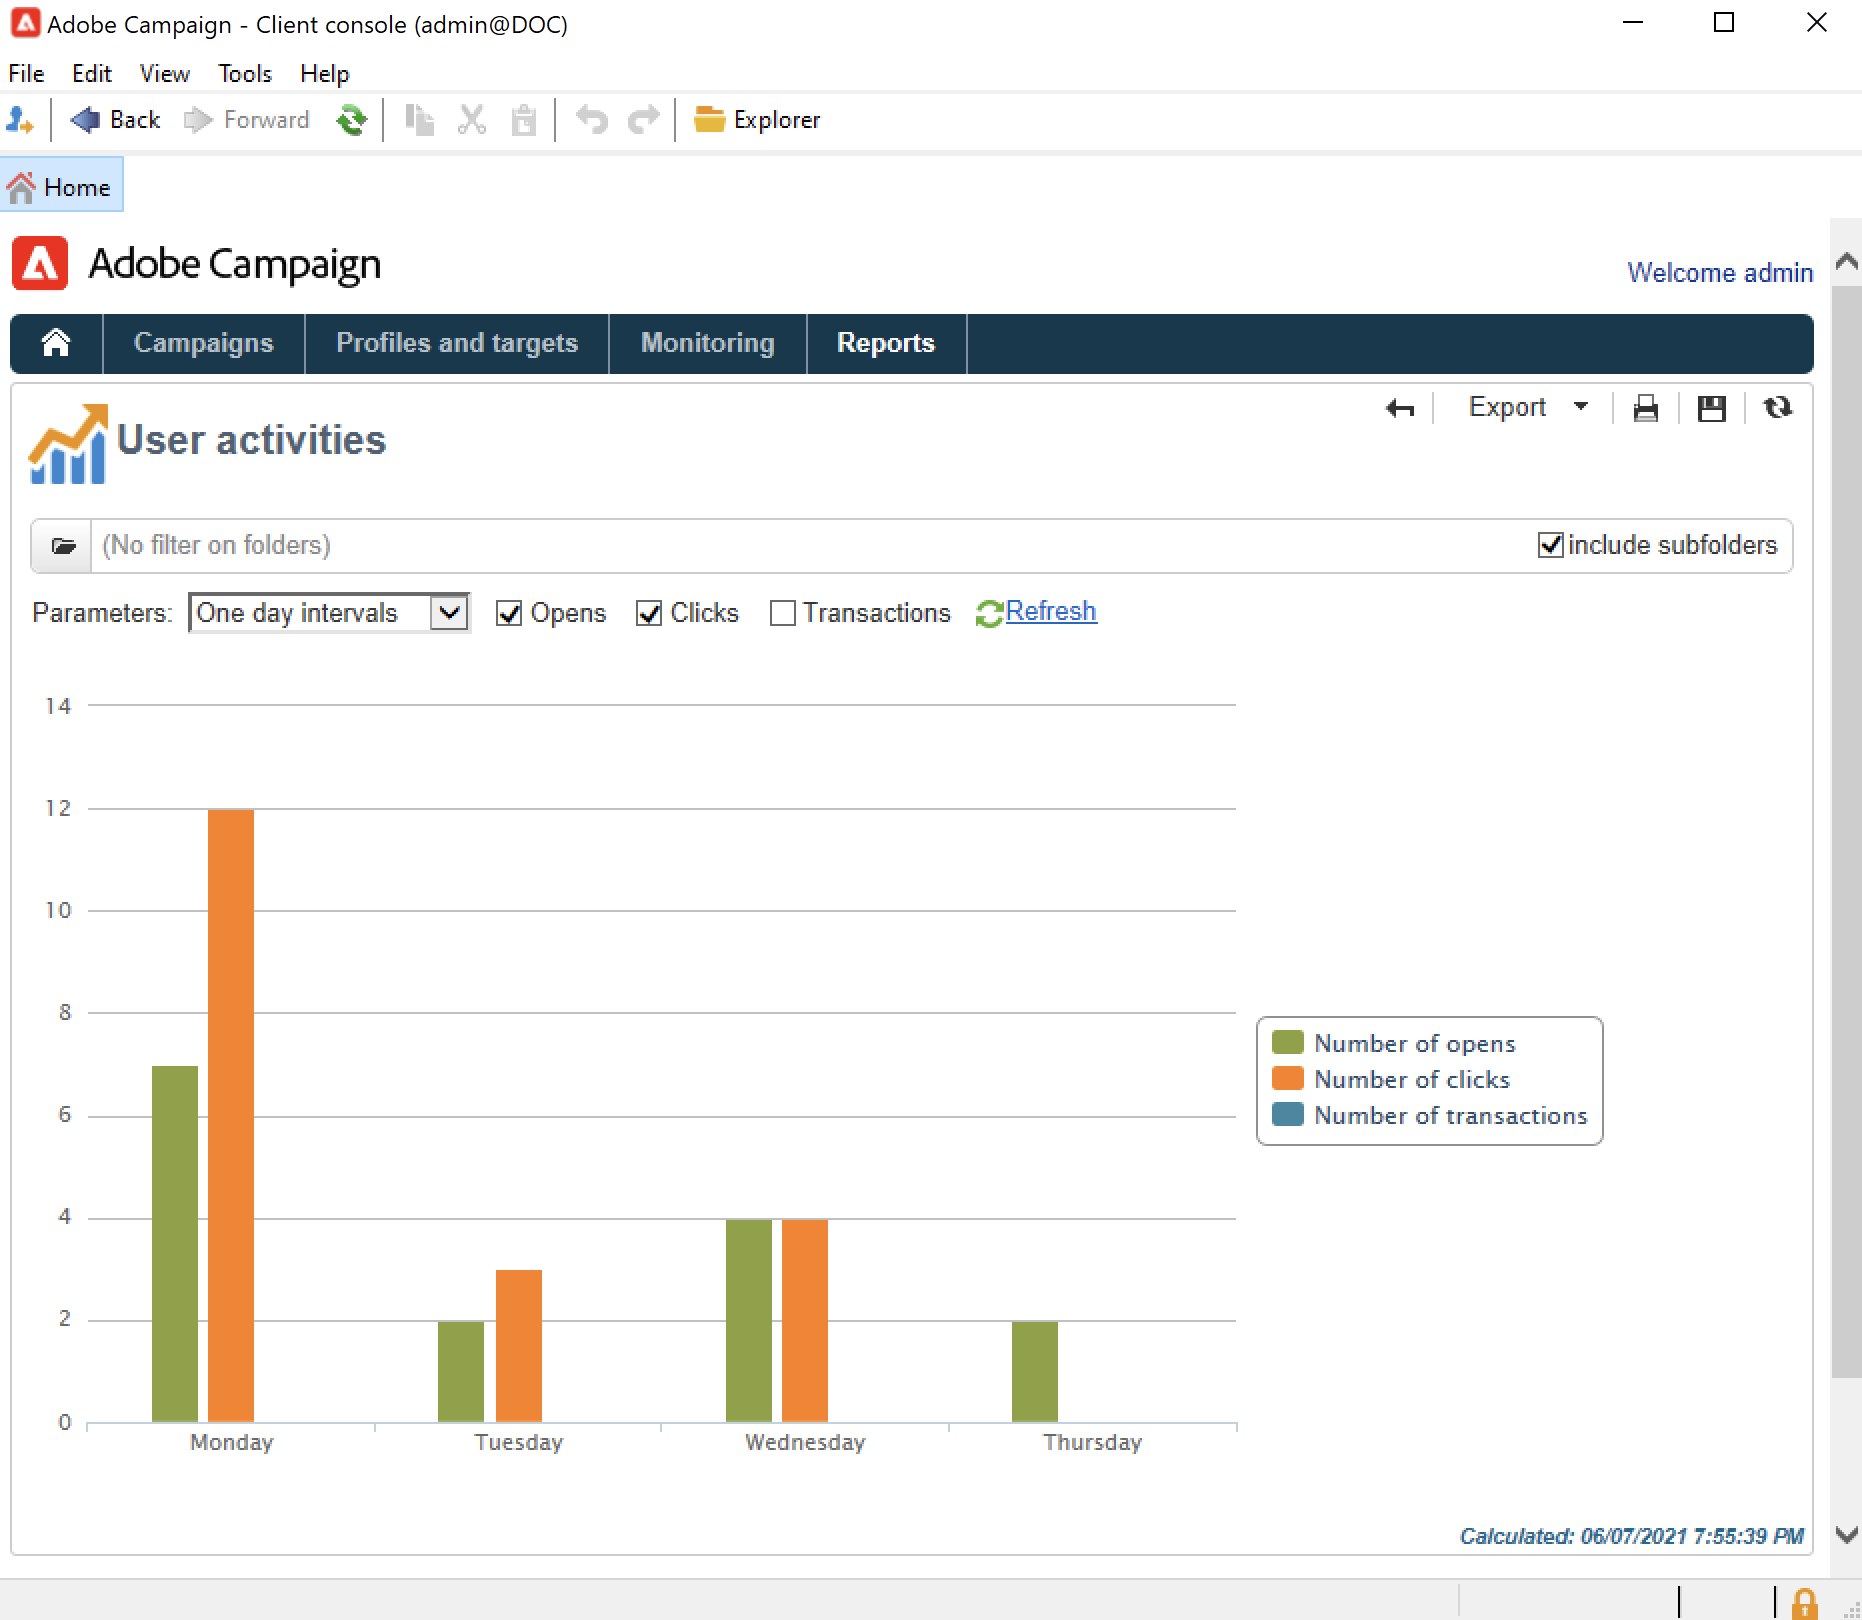 Adobe Campaign - Client console (admin@DOC)
File Edit View Tools Help
Back Forward Explorer
Home
Adobe Campaign
Welcome admin
Campaigns Profiles and targets Monitoring Reports
Export
User activities
(No filter on folders) include subfolders
Parameters: One day intervals Opens Clicks Transactions Refresh
14
12
10
8
6
4
2
0
Number of opens
Number of clicks
Number of transactions
Monday Tuesday Wednesday Thursday
Calculated: 06/07/2021 7:55:39 PM